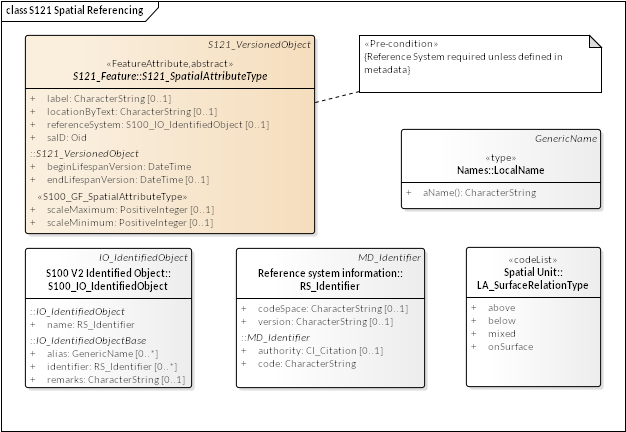 class S121 Spatial Referencing
S121_VersionedObject
«FeatureAttribute,abstract»
S121_Feature::S121_SpatialAttributeType
+ label: CharacterString [0..1]
+ locationByText: CharacterString [0..1]
+ referenceSystem: S100_IO_IdentifiedObject [0..1]
+ saID: Oid
::S121_VersionedObject
+ beginLifespanVersion: DateTime
+ endLifespanVersion: DateTime [0..1]
«S100_GF_SpatialAttributeType»
+ scaleMaximum: PositiveInteger [0..1]
+ scaleMinimum: PositiveInteger [0..1]
«Pre-condition»
{Reference System required unless defined in
metadata}
GenericName
«type»
Names::LocalName
+ aName(): CharacterString
IO_IdentifiedObject
S100 V2 Identified Object::
S100_IO_IdentifiedObject
::IO_IdentifiedObject
+ name: RS_Identifier
::IO_IdentifiedObjectBase
+ alias: GenericName [0..*]
+ identifier: RS_Identifier [0..*]
+ remarks: CharacterString [0..1]
MD_Identifier
Reference system information::
RS_Identifier
+ codeSpace: CharacterString [0..1]
+ version: CharacterString [0..1]
::MD_Identifier
+ authority: CI_Citation [0..1]
+ code: CharacterString
«codeList»
Spatial Unit::
LA_SurfaceRelationType
+ above
+ below
+ mixed
+ onSurface